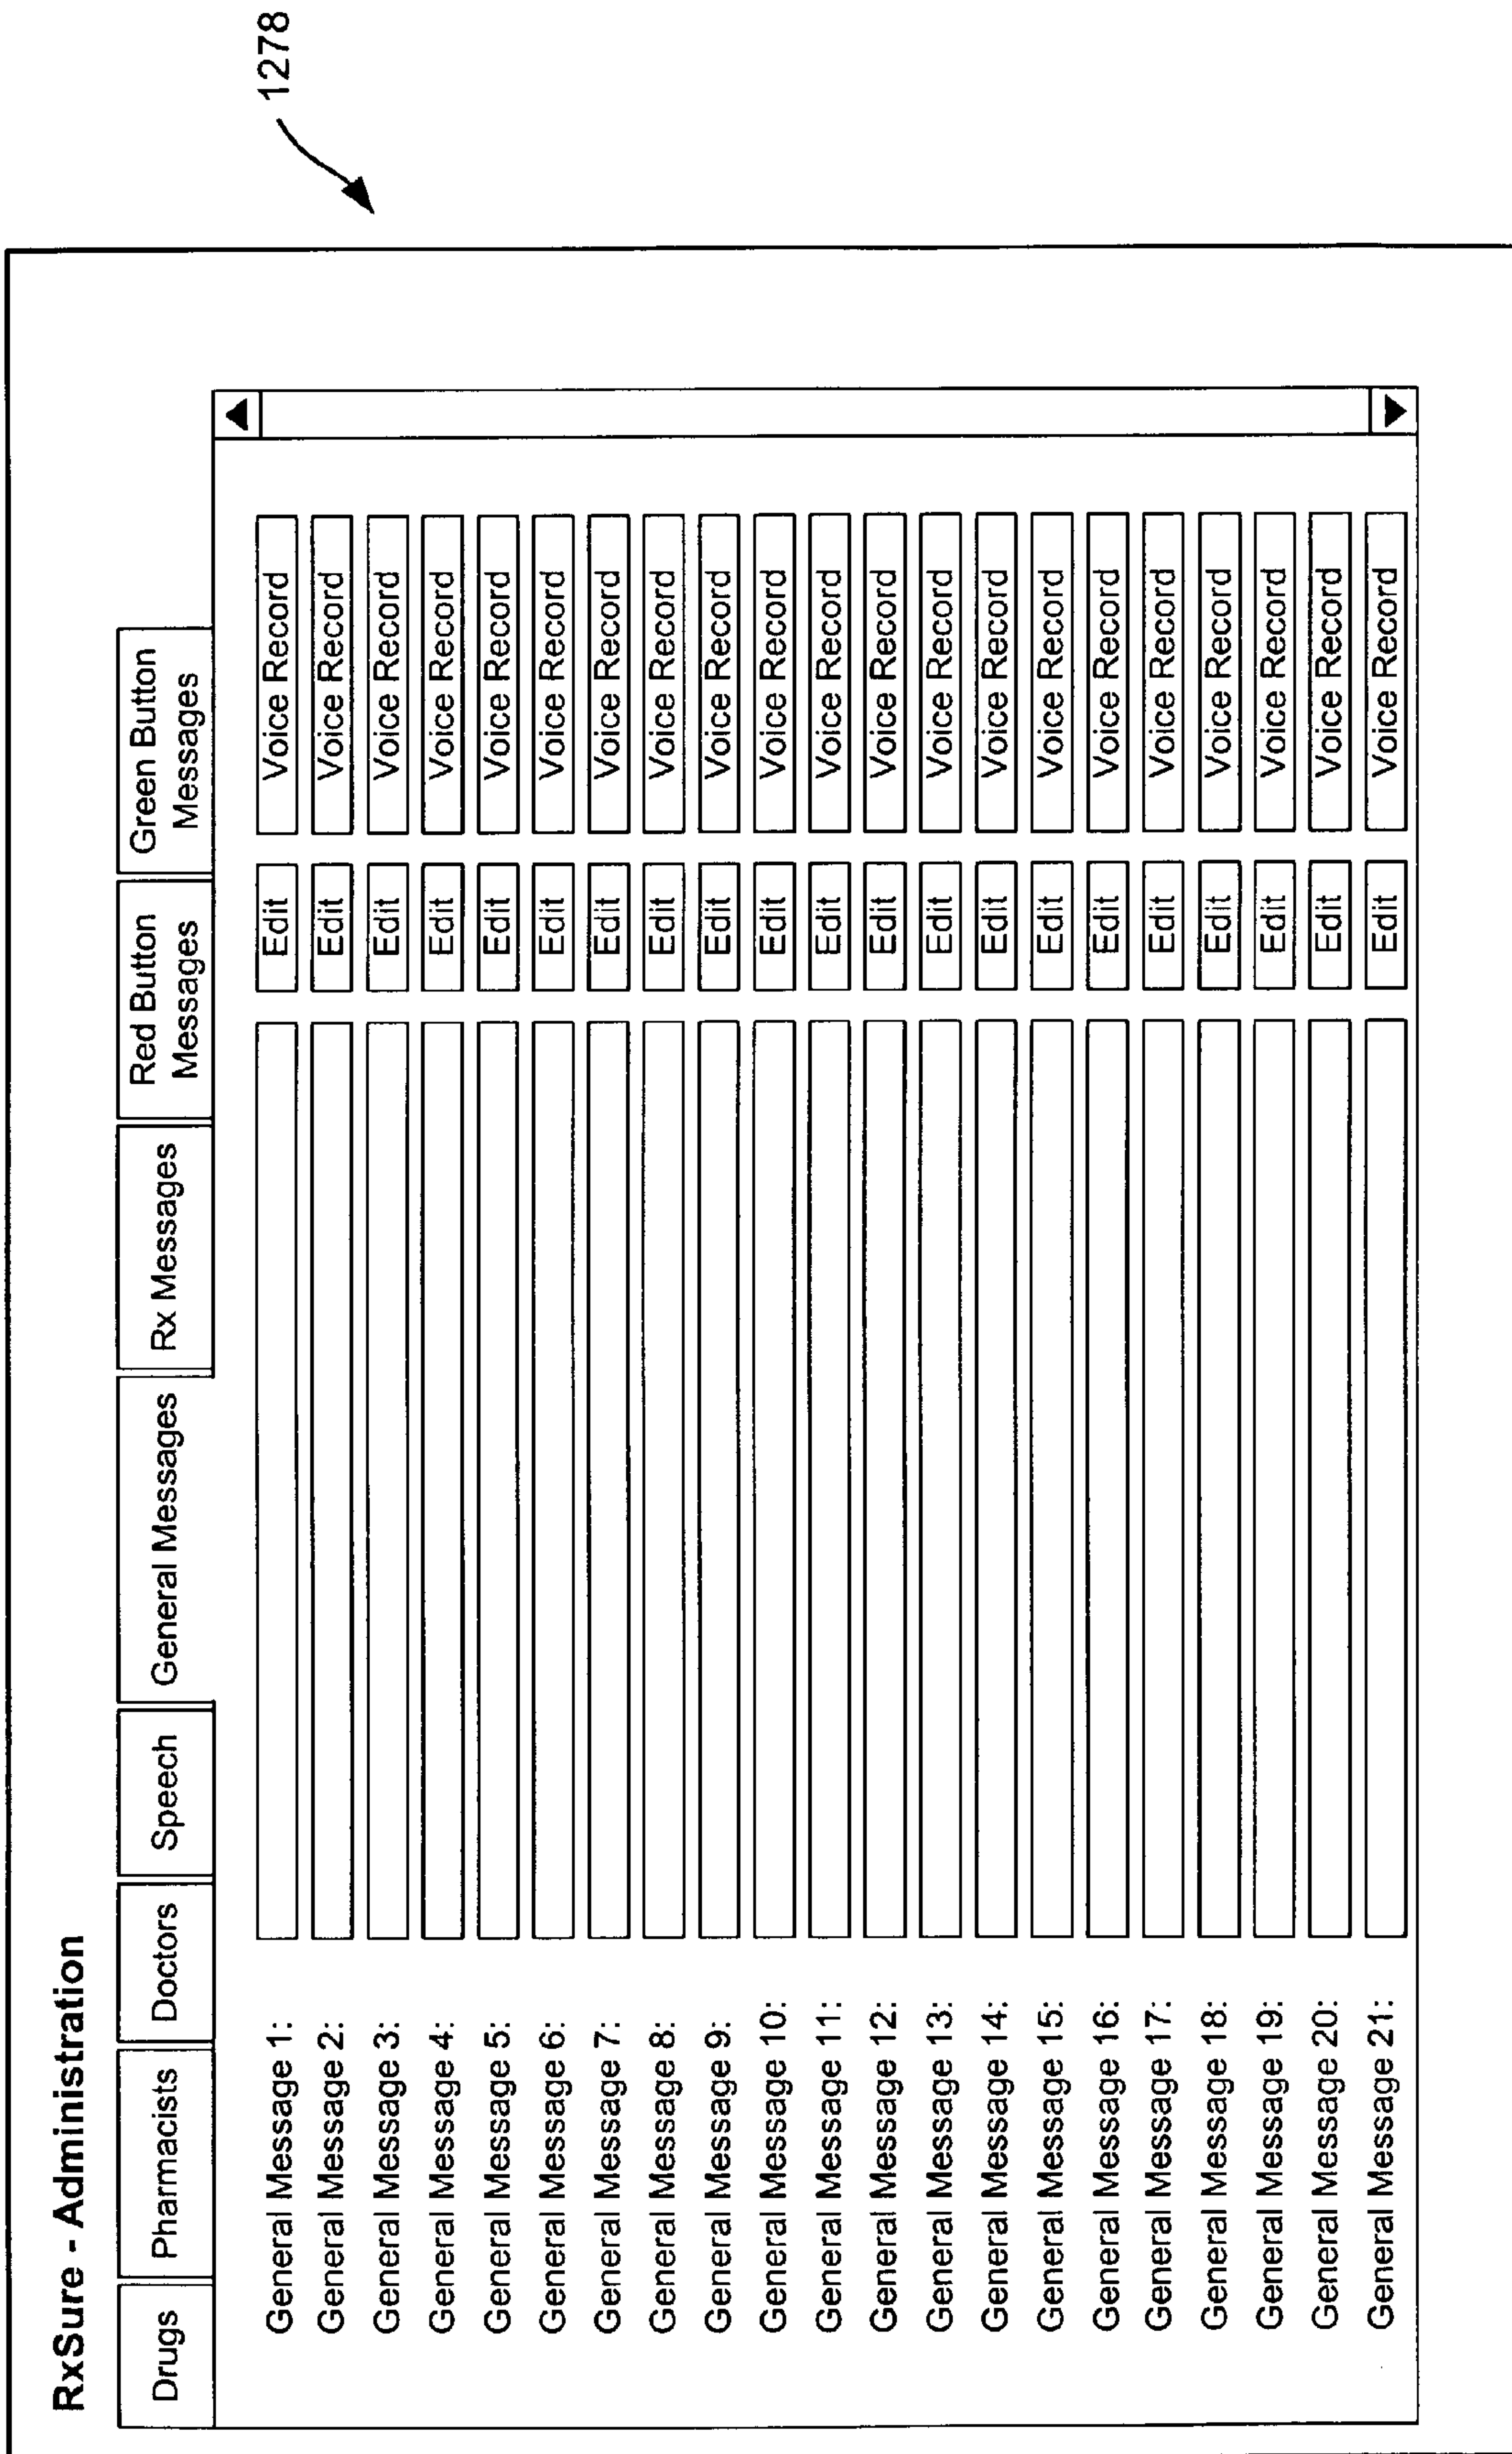 1278
RxSure - Administration
Drugs
Pharmacists
Doctors
Speech
General Messages
Rx Messages
Red Button
Messages
Green Button
Messages
General Message 1: Edit Voice Record
General Message 2: Edit Voice Record
General Message 3: Edit Voice Record
General Message 4: Edit Voice Record
General Message 5: Edit Voice Record
General Message 6: Edit Voice Record
General Message 7: Edit Voice Record
General Message 8: Edit Voice Record
General Message 9: Edit Voice Record
General Message 10: Edit Voice Record
General Message 11: Edit Voice Record
General Message 12: Edit Voice Record
General Message 13: Edit Voice Record
General Message 14: Edit Voice Record
General Message 15: Edit Voice Record
General Message 16: Edit Voice Record
General Message 17: Edit Voice Record
General Message 18: Edit Voice Record
General Message 19: Edit Voice Record
General Message 20: Edit Voice Record
General Message 21: Edit Voice Record